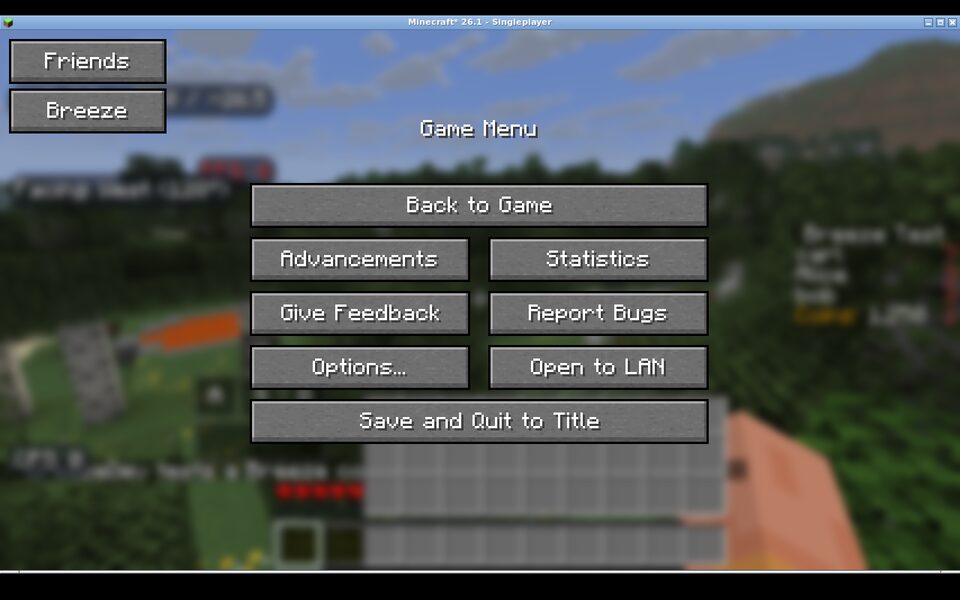 Minecraft* 26.1 - Singleplayer
Friends
Breeze
Game Menu
Back to Game
Advancements
Statistics
Give Feedback
Report Bugs
Options...
Open to LAN
Save and Quit to Title